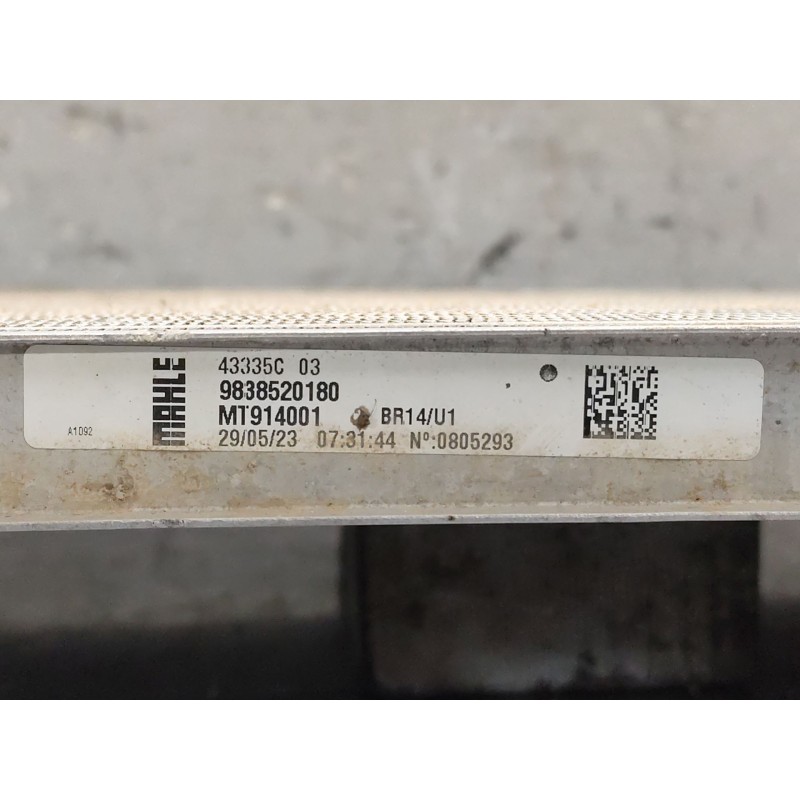 MAHLE
43335C 03
9838520180
MT914001 BR14/U1
29/05/23 07:31:44 Nº:0805293
A1092